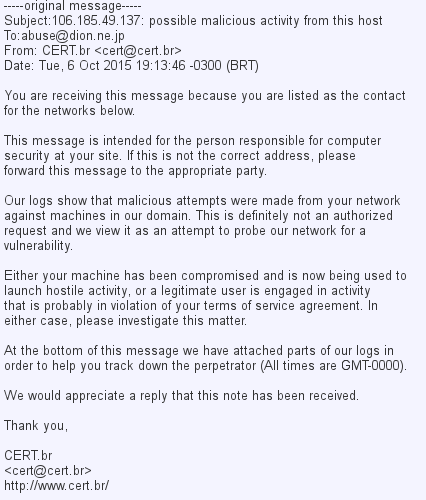 -----original message-----
Subject:106.185.49.137: possible malicious activity from this host
To:abuse@dion.ne.jp
From: CERT.br <cert@cert.br>
Date: Tue, 6 Oct 2015 19:13:46 -0300 (BRT)
You are receiving this message because you are listed as the contact
for the networks below.
This message is intended for the person responsible for computer
security at your site. If this is not the correct address, please
forward this message to the appropriate party.
Our logs show that malicious attempts were made from your network
against machines in our domain. This is definitely not an authorized
request and we view it as an attempt to probe our network for a
vulnerability.
Either your machine has been compromised and is now being used to
launch hostile activity, or a legitimate user is engaged in activity
that is probably in violation of your terms of service agreement. In
either case, please investigate this matter.
At the bottom of this message we have attached parts of our logs in
order to help you track down the perpetrator (All times are GMT-0000).
We would appreciate a reply that this note has been received.
Thank you,
CERT.br
<cert@cert.br>
http://www.cert.br/